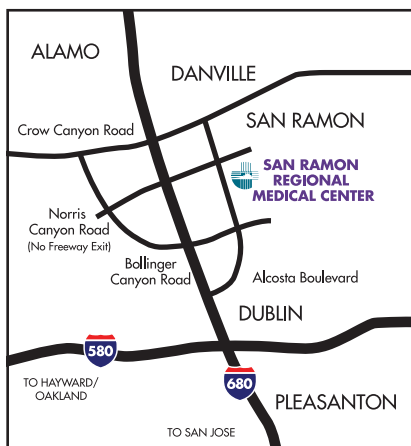 ALAMO
DANVILLE
SAN RAMON
Crow Canyon Road
SAN RAMON
REGIONAL
MEDICAL CENTER
Norris
Canyon Road
(No Freeway Exit)
Bollinger
Canyon Road
Alcosta Boulevard
DUBLIN
580
680
TO HAYWARD/
OAKLAND
PLEASANTON
TO SAN JOSE